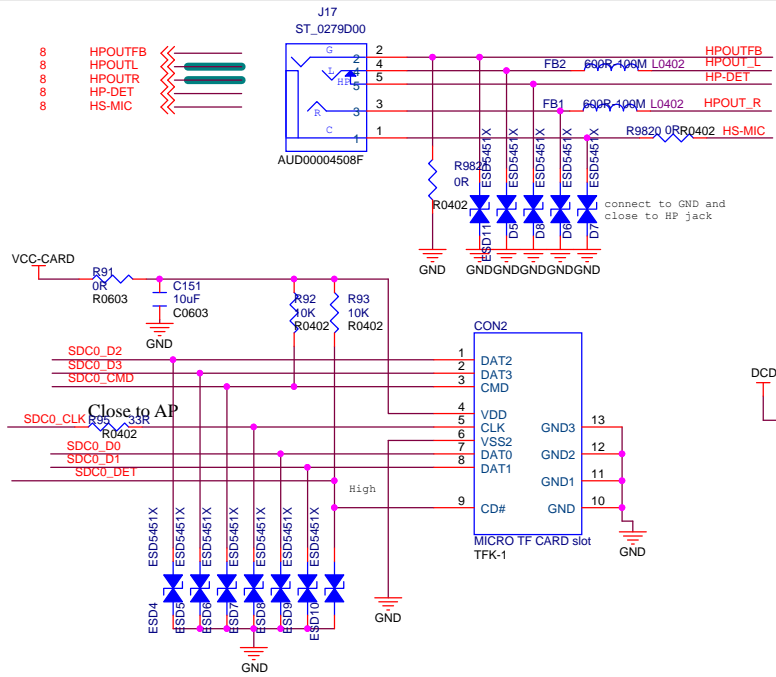 J17
ST_0279D00
8 HPOUTFB
8 HPOUTL
8 HPOUTR
8 HP-DET
8 HS-MIC
G
L
HP
R
C
2
4
5
3
1
2
4
5
3
1
AUD00004508F
HPOUTFB
FB2 600R-100M L0402 HPOUT_L
HP-DET
FB1 600R-100M L0402 HPOUT_R
R9820 0R R0402 HS-MIC
0R
R0402
ESD5451X
ESD5451X
ESD5451X
ESD5451X
ESD5451X
ESD11
D5
D8
D6
D7
connect to GND and
close to HP jack
GND
GND GND GND GND GND
VCC-CARD
R91
0R
R0603
C151
10uF
C0603
GND
R92
10K
R0402
R93
10K
R0402
CON2
SDC0_D2
SDC0_D3
SDC0_CMD
Close to AP
SDC0_CLK R95 33R
R0402
SDC0_D0
SDC0_D1
SDC0_DET
High
1 DAT2
2 DAT3
3 CMD
4 VDD
5 CLK
6 VSS2
7 DAT0
8 DAT1
9 CD#
GND3 13
GND2 12
GND1 11
GND 10
MICRO TF CARD slot
TFK-1
GND
DCD
ESD5451X
ESD5451X
ESD5451X
ESD5451X
ESD5451X
ESD5451X
ESD5451X
ESD4
ESD5
ESD6
ESD7
ESD8
ESD9
ESD10
GND
GND